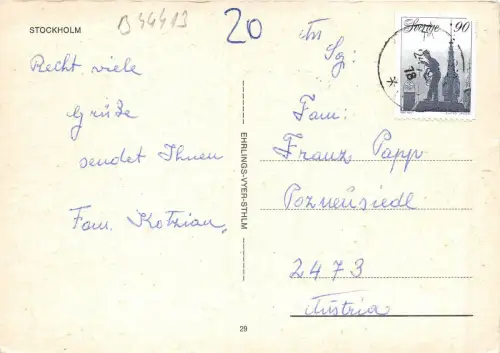 STOCKHOLM
B 44413
20
Recht viele
Grüße
sendet Ihnen
Fam. Kotzian,
EHRLINGS-VYER-STHLM
29
Sverige 90
78
An
Fam:
Franz Papp
Pozneusiedl
2473
Austria